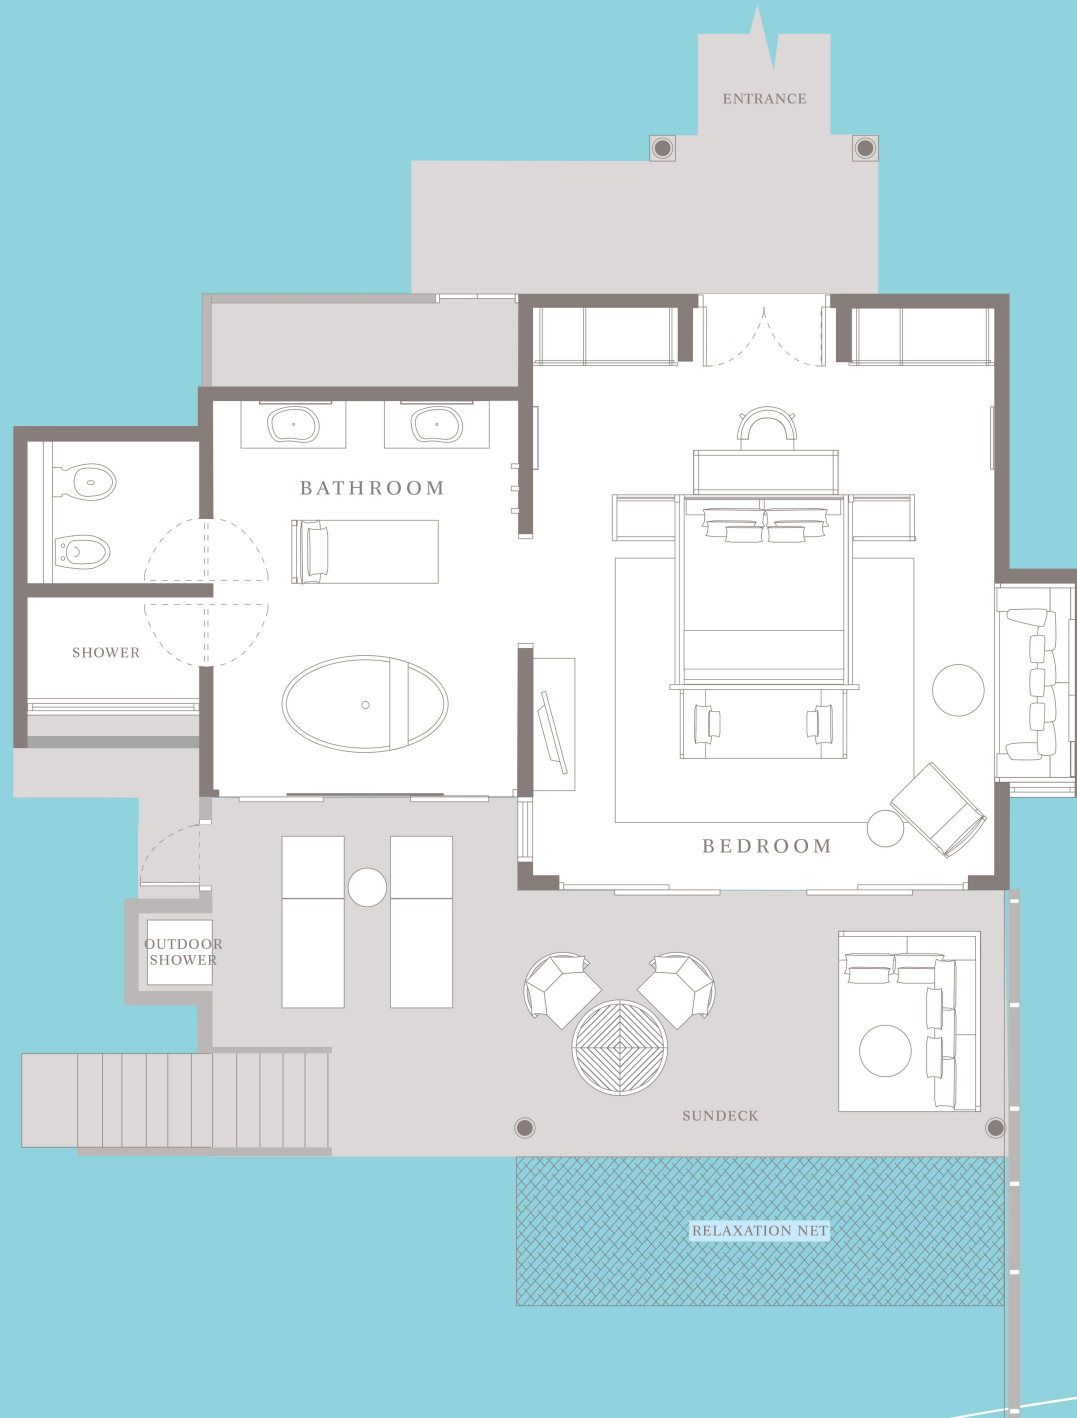 ENTRANCE
BATHROOM
SHOWER
BEDROOM
OUTDOOR
SHOWER
SUNDECK
RELAXATION NET